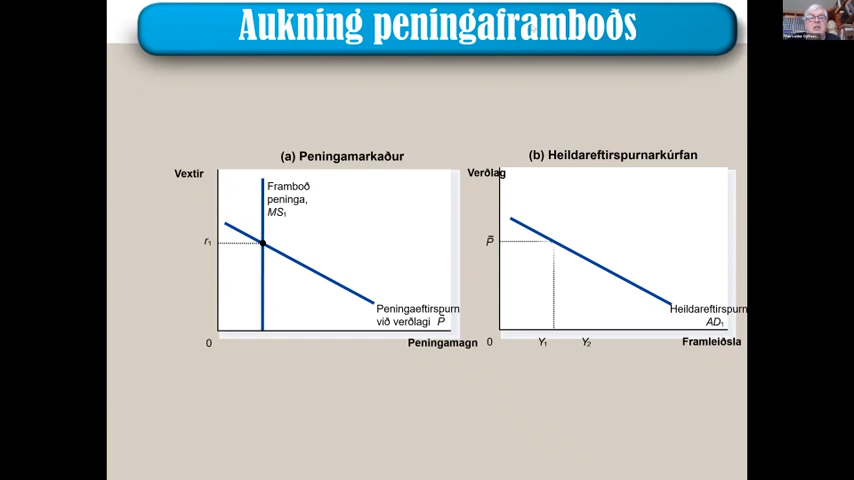 Aukning peningaframboðs
(a) Peningamarkaður
Vextir
Framboð
peninga,
MS₁
r₁
Peningaeftirspurn
við verðlagi P̄
0
Peningamagn
(b) Heildareftirspurnarkúrfan
Verðlag
P̄
Heildareftirspurn
AD₁
0
Y₁
Y₂
Framleiðsla